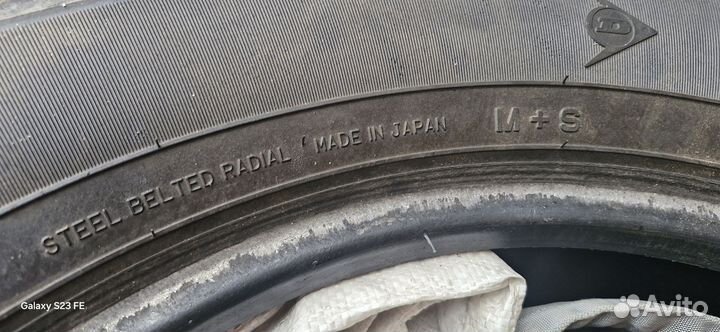 D
STEEL BELTED RADIAL MADE IN JAPAN M+S
Galaxy S23 FE
Avito